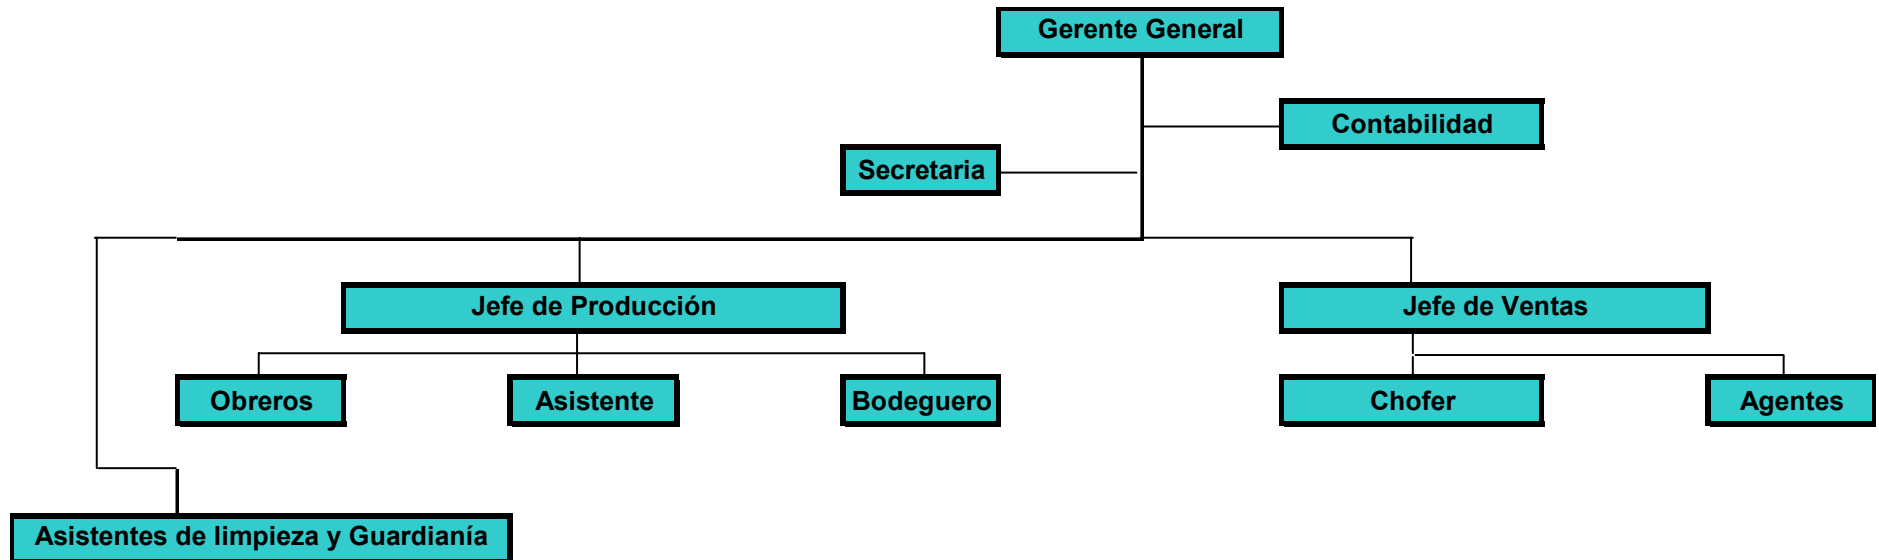 Gerente General
Contabilidad
Secretaria
Jefe de Producción
Jefe de Ventas
Obreros
Asistente
Bodeguero
Chofer
Agentes
Asistentes de limpieza y Guardianía